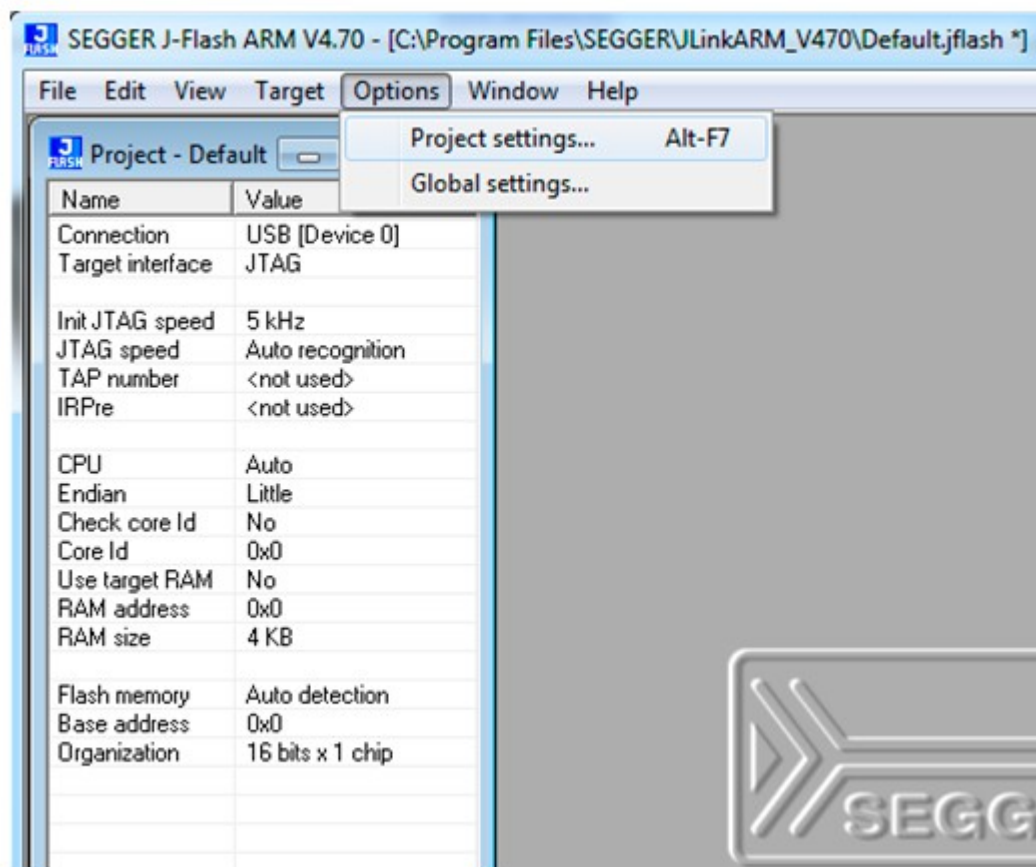 J FLASH SEGGER J-Flash ARM V4.70 - [C:\Program Files\SEGGER\JLinkARM_V470\Default.jflash *]
File Edit View Target Options Window Help
Project settings... Alt-F7
Global settings...
J FLASH Project - Default
Name Value
Connection USB [Device 0]
Target interface JTAG
Init JTAG speed 5 kHz
JTAG speed Auto recognition
TAP number <not used>
IRPre <not used>
CPU Auto
Endian Little
Check core Id No
Core Id 0x0
Use target RAM No
RAM address 0x0
RAM size 4 KB
Flash memory Auto detection
Base address 0x0
Organization 16 bits x 1 chip
SEGG